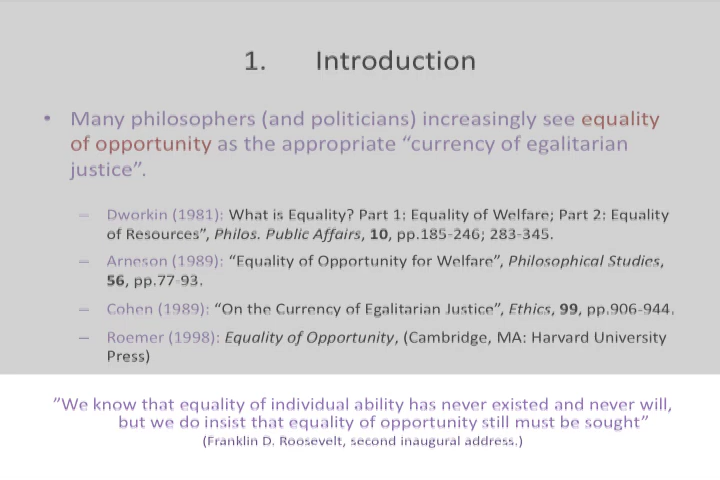 1. Introduction
• Many philosophers (and politicians) increasingly see equality
of opportunity as the appropriate “currency of egalitarian
justice”.
– Dworkin (1981): What is Equality? Part 1: Equality of Welfare; Part 2: Equality
of Resources”, Philos. Public Affairs, 10, pp.185-246; 283-345.
– Arneson (1989): “Equality of Opportunity for Welfare”, Philosophical Studies,
56, pp.77-93.
– Cohen (1989): “On the Currency of Egalitarian Justice”, Ethics, 99, pp.906-944.
– Roemer (1998): Equality of Opportunity, (Cambridge, MA: Harvard University
Press)
”We know that equality of individual ability has never existed and never will,
but we do insist that equality of opportunity still must be sought”
(Franklin D. Roosevelt, second inaugural address.)